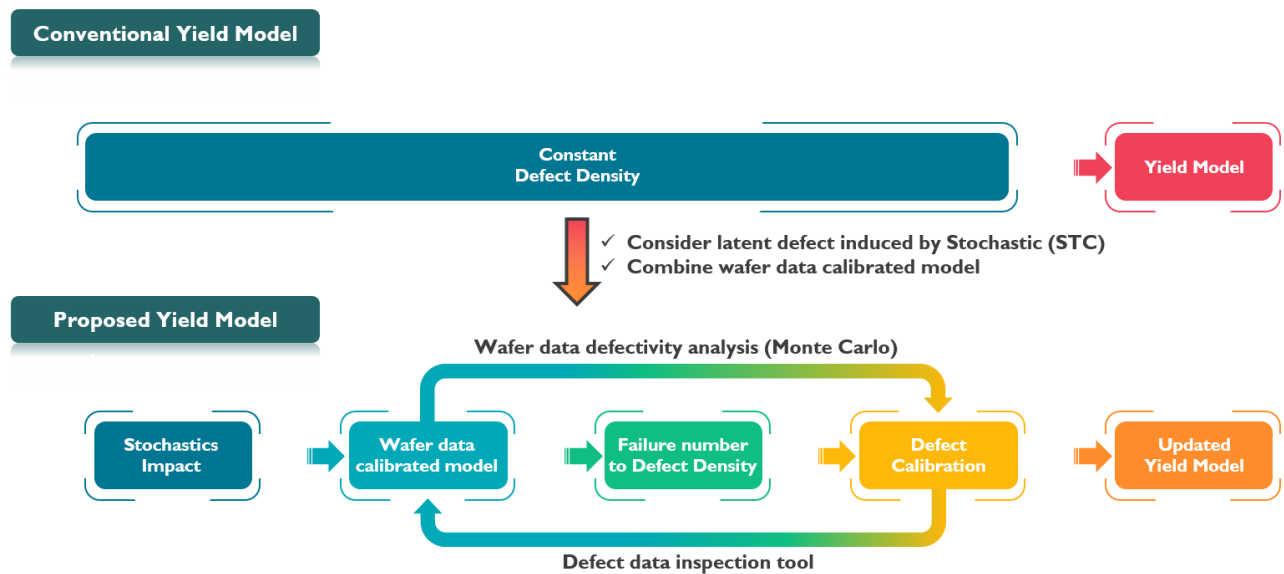 Conventional Yield Model
Constant
Defect Density
Yield Model
✓ Consider latent defect induced by Stochastic (STC)
✓ Combine wafer data calibrated model
Proposed Yield Model
Wafer data defectivity analysis (Monte Carlo)
Stochastics
Impact
Wafer data
calibrated model
Failure number
to Defect Density
Defect
Calibration
Updated
Yield Model
Defect data inspection tool